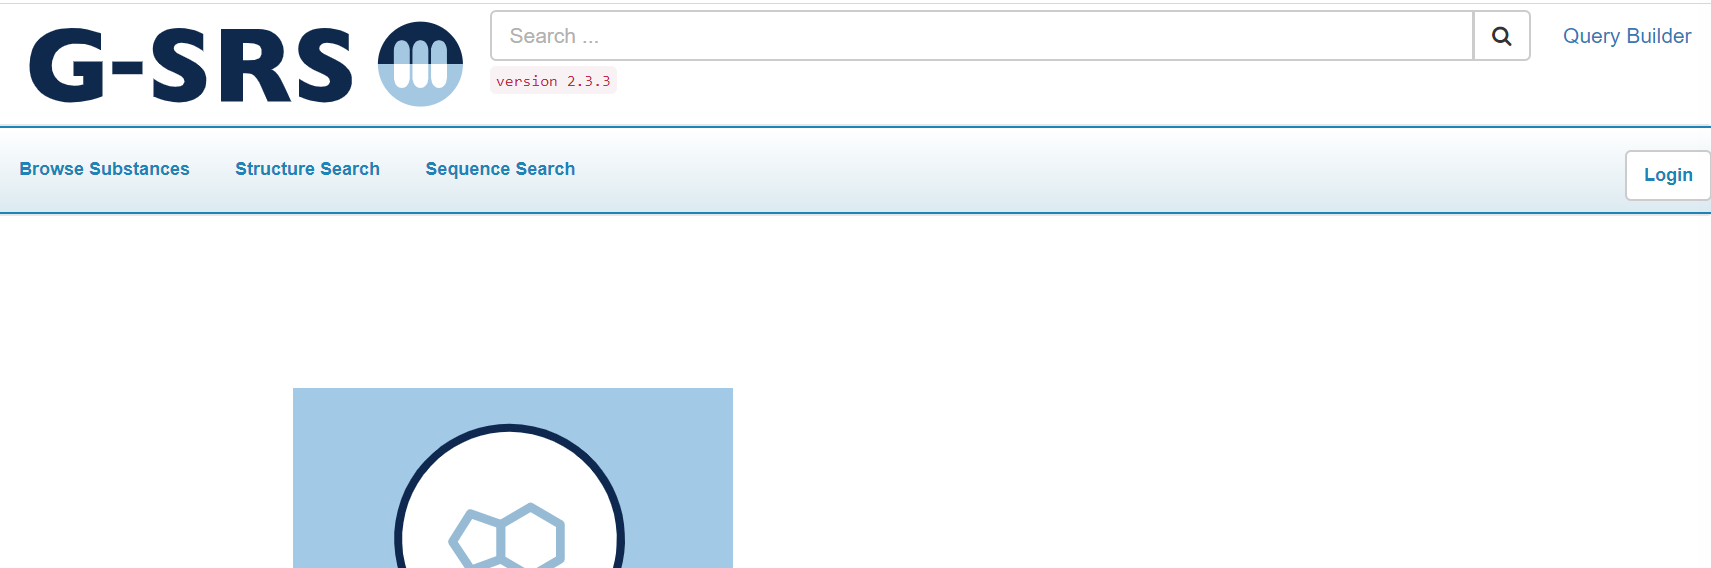 G-SRS
Search ...
Query Builder
version 2.3.3
Browse Substances
Structure Search
Sequence Search
Login